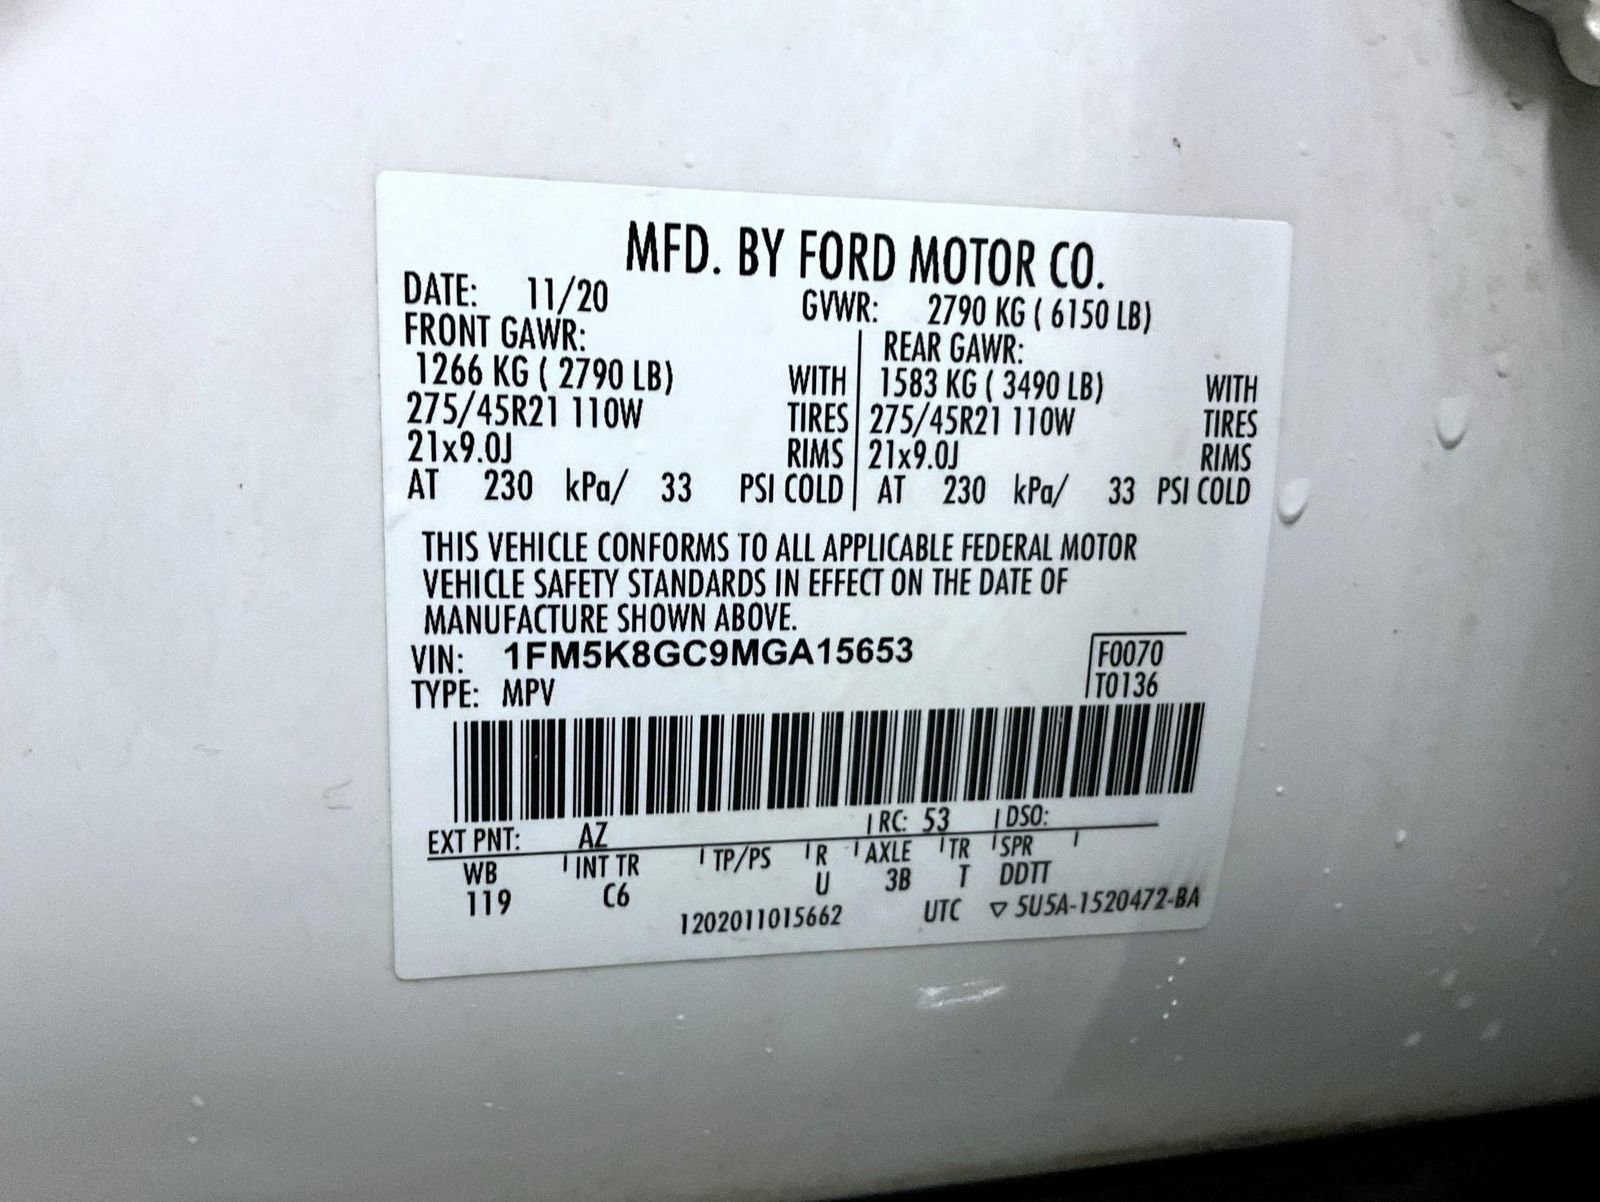 MFD. BY FORD MOTOR CO.
DATE: 11/20 GVWR: 2790 KG ( 6150 LB)
FRONT GAWR: REAR GAWR:
1266 KG ( 2790 LB) WITH 1583 KG ( 3490 LB) WITH
275/45R21 110W TIRES 275/45R21 110W TIRES
21x9.0J RIMS 21x9.0J RIMS
AT 230 kPa/ 33 PSI COLD AT 230 kPa/ 33 PSI COLD
THIS VEHICLE CONFORMS TO ALL APPLICABLE FEDERAL MOTOR
VEHICLE SAFETY STANDARDS IN EFFECT ON THE DATE OF
MANUFACTURE SHOWN ABOVE.
VIN: 1FM5K8GC9MGA15653 F0070
TYPE: MPV T0136
EXT PNT: AZ RC: 53 DSO:
WB INT TR TP/PS R AXLE TR SPR
119 C6 U 3B T DDTT
1202011015662 UTC ▽ 5U5A-1520472-BA